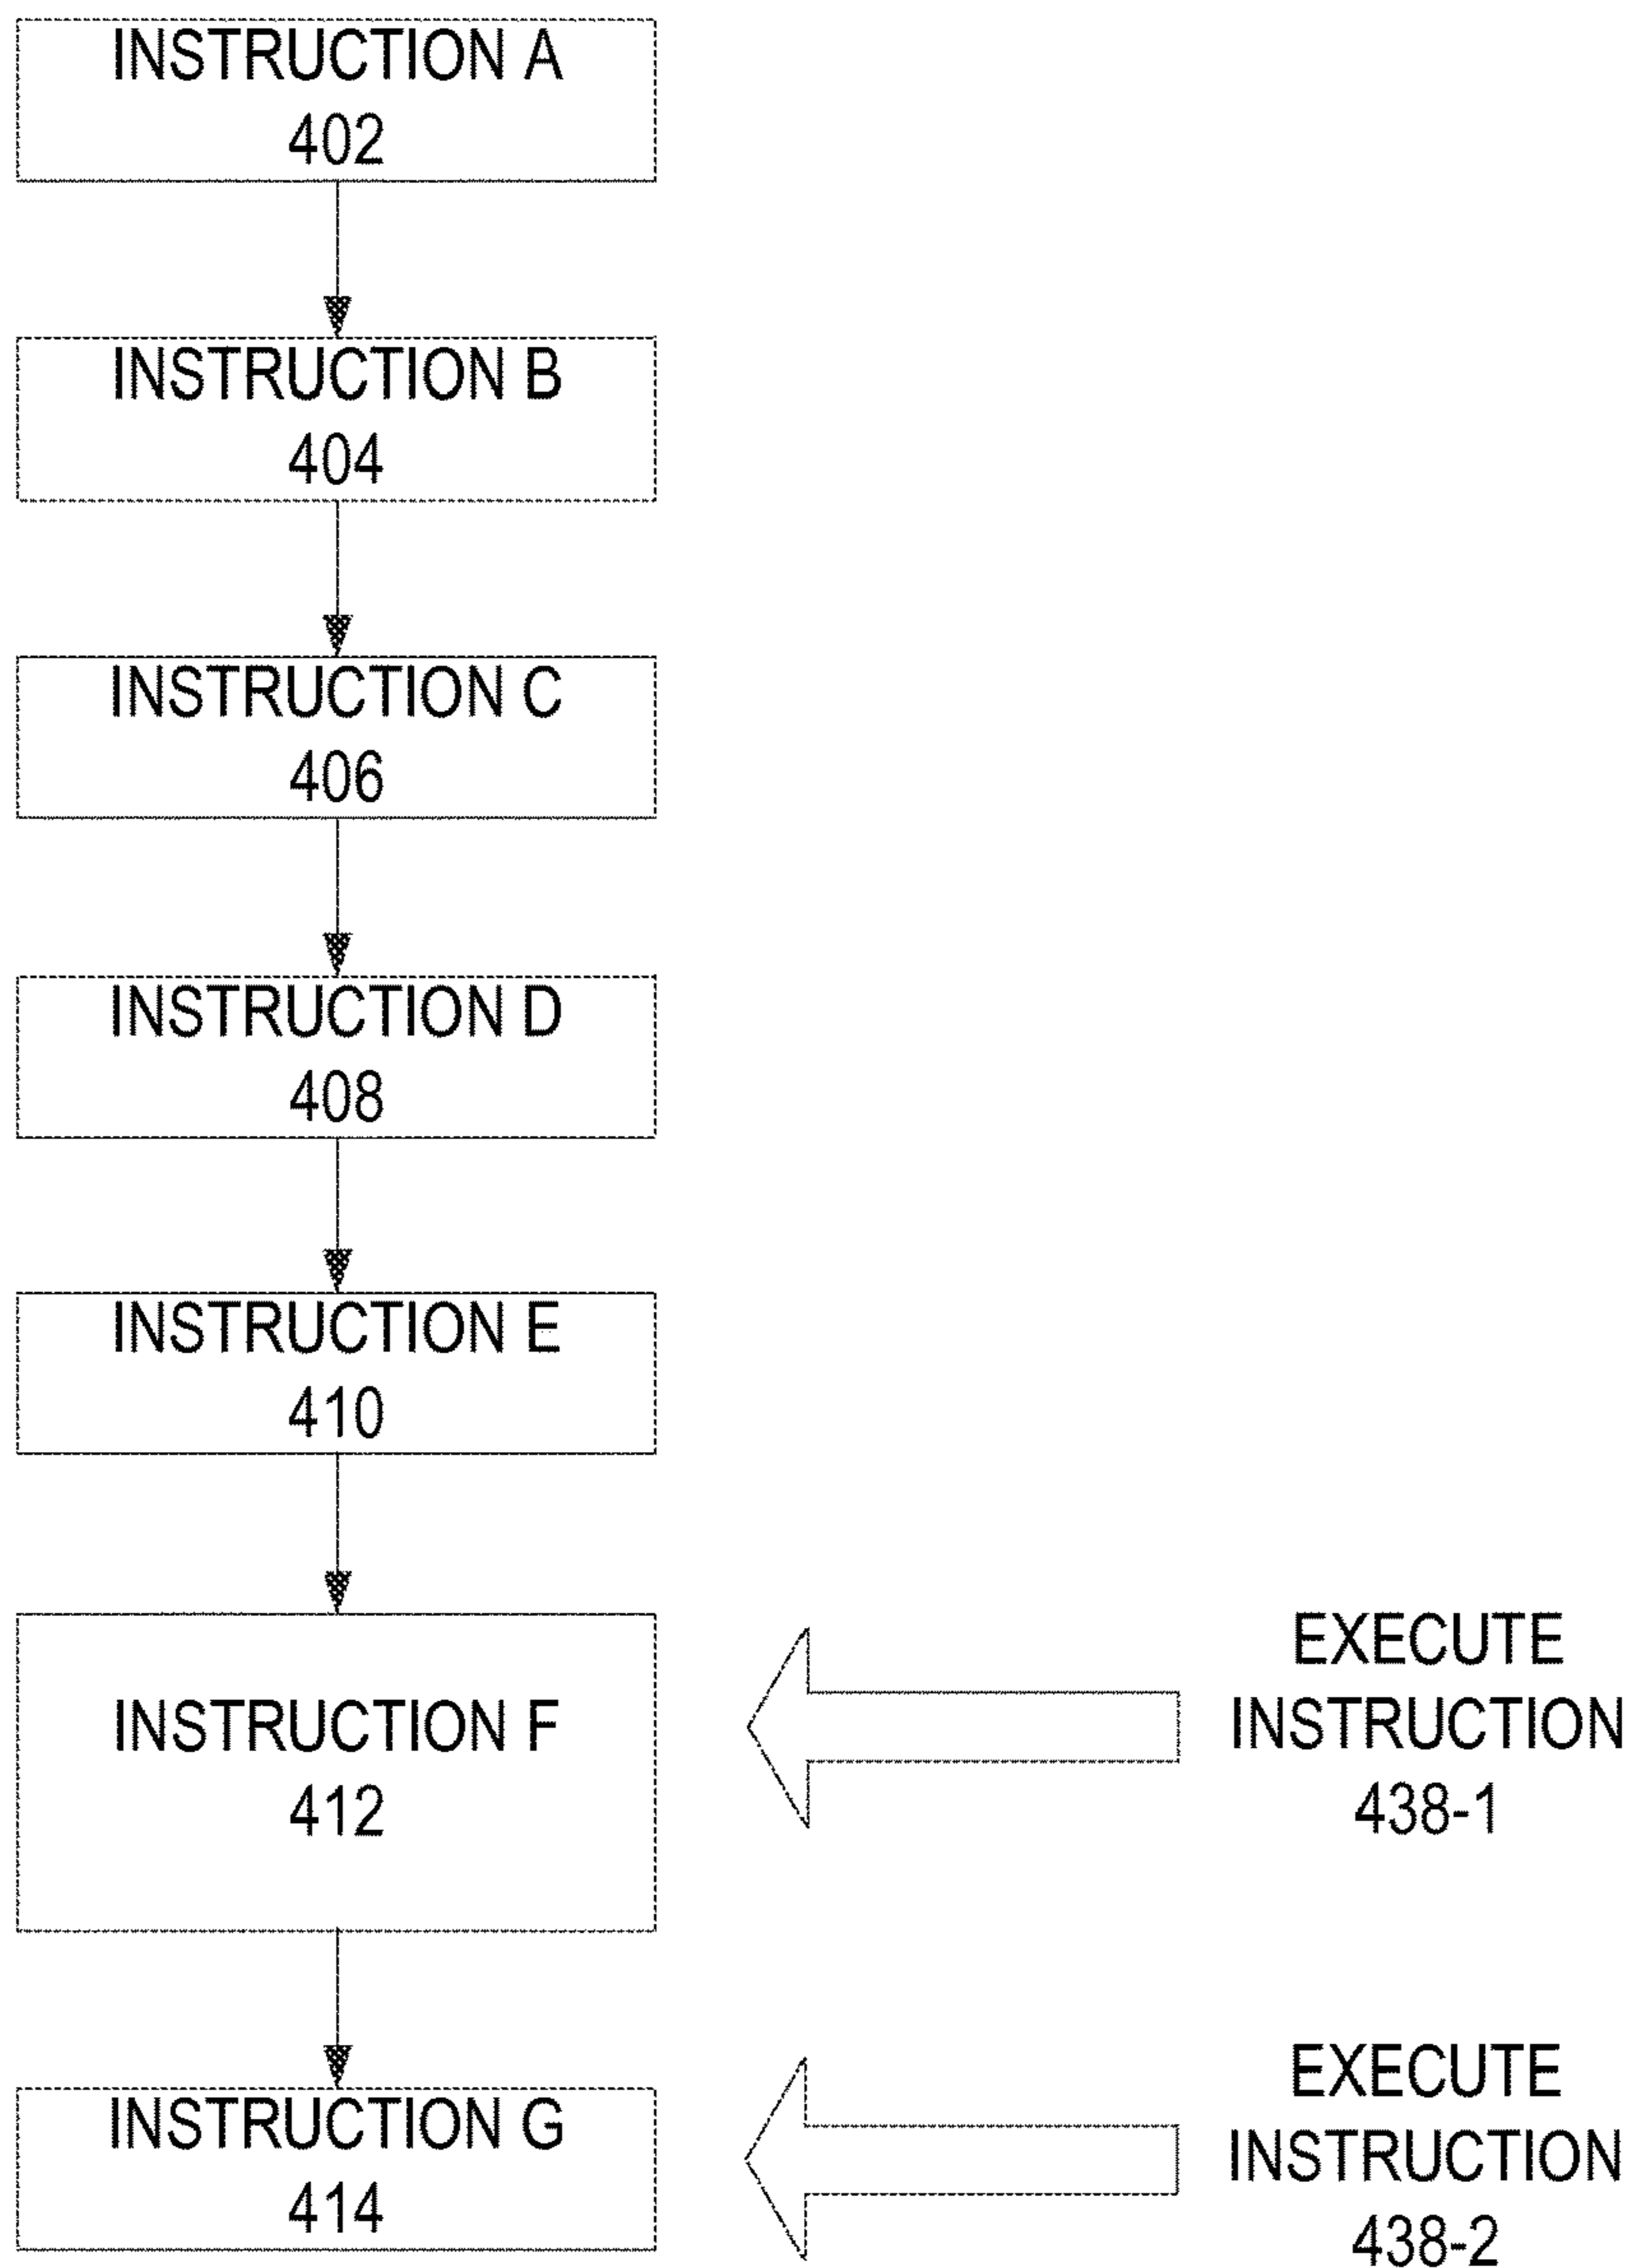 INSTRUCTION A
402
INSTRUCTION B
404
INSTRUCTION C
406
INSTRUCTION D
408
INSTRUCTION E
410
INSTRUCTION F
412
EXECUTE
INSTRUCTION
438-1
INSTRUCTION G
414
EXECUTE
INSTRUCTION
438-2